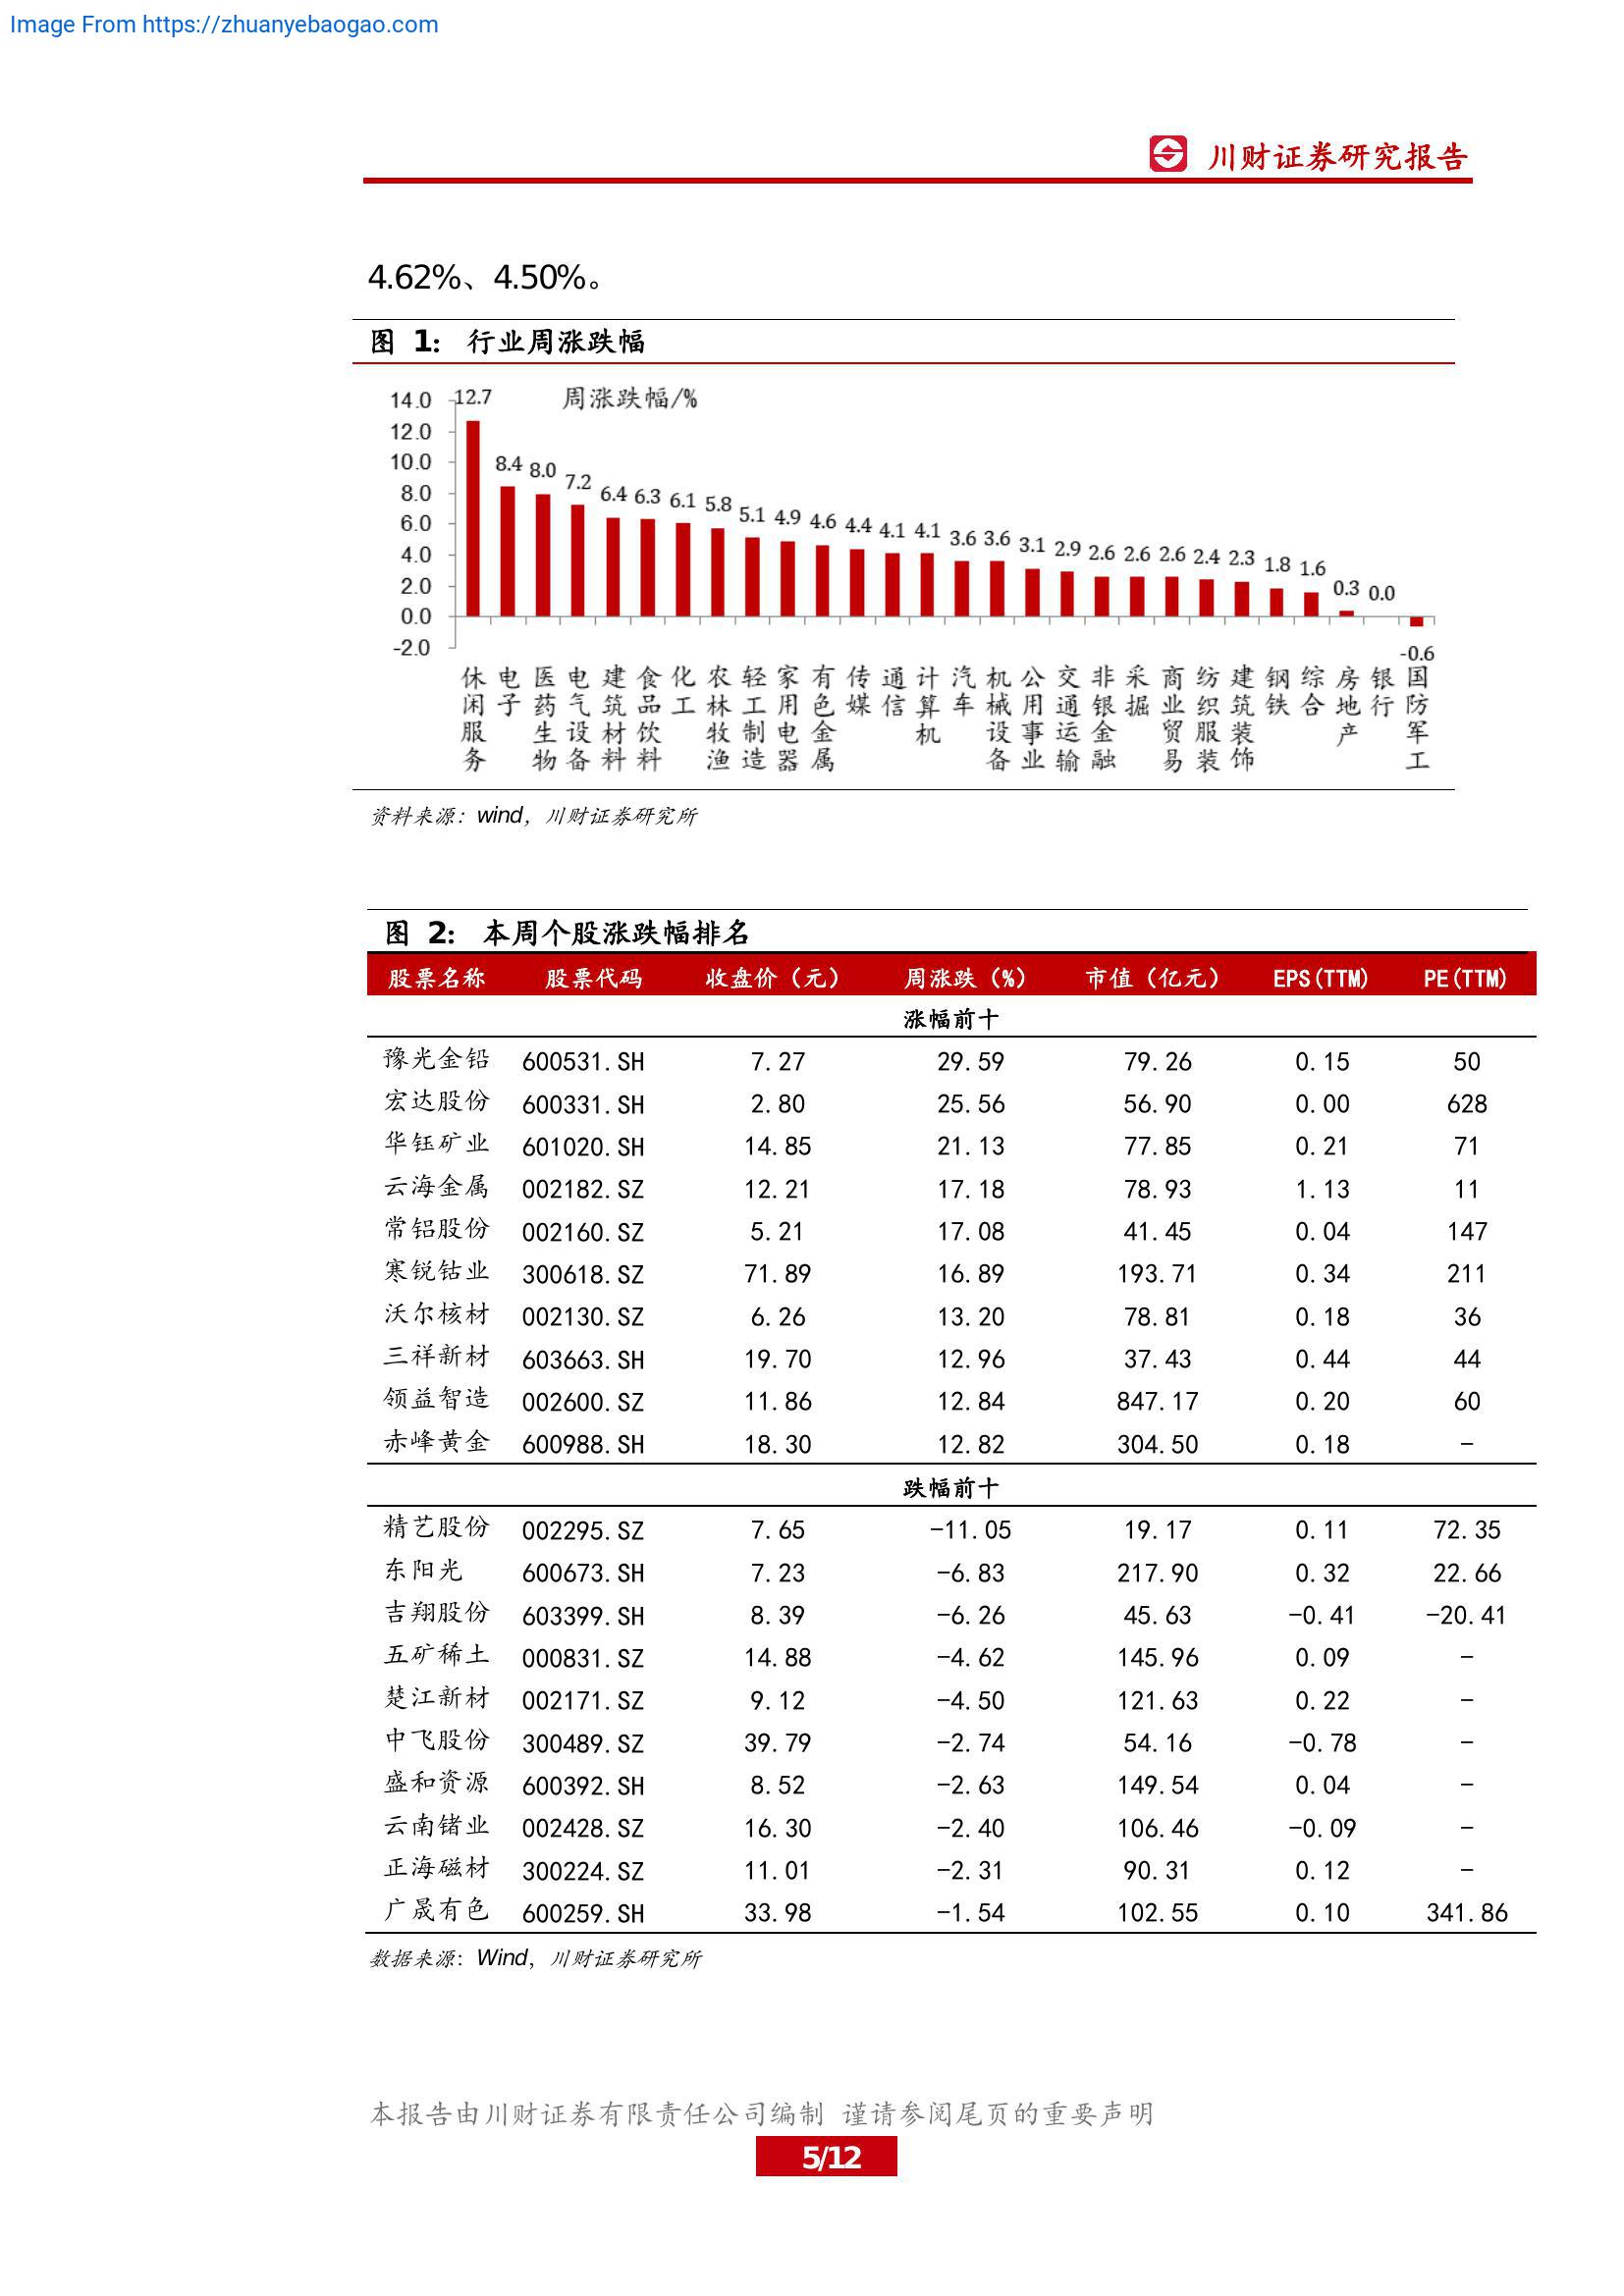 Image From https://zhuanyebaogao.com
川财证券研究报告
4.62%、4.50%。
图 1： 行业周涨跌幅
周涨跌幅/%
14.0
12.0
10.0
8.0
6.0
4.0
2.0
0.0
-2.0
12.7 8.4 8.0 7.2 6.4 6.3 6.1 5.8 5.1 4.9 4.6 4.4 4.1 4.1 3.6 3.6 3.1 2.9 2.6 2.6 2.6 2.4 2.3 1.8 1.6 0.3 0.0 -0.6
休闲服务
电子
医药生物
电气设备
建筑材料
食品饮料
化工
农林牧渔
轻工制造
家用电器
有色金属
传媒
通信
计算机
汽车
机械设备
公用事业
交通运输
非银金融
采掘
商业贸易
纺织服装
建筑装饰
钢铁
综合
房地产
银行
国防军工
资料来源：wind，川财证券研究所
图 2： 本周个股涨跌幅排名
股票名称 股票代码 收盘价（元） 周涨跌（%） 市值（亿元） EPS(TTM) PE(TTM)
涨幅前十
豫光金铅 600531.SH 7.27 29.59 79.26 0.15 50
宏达股份 600331.SH 2.80 25.56 56.90 0.00 628
华钰矿业 601020.SH 14.85 21.13 77.85 0.21 71
云海金属 002182.SZ 12.21 17.18 78.93 1.13 11
常铝股份 002160.SZ 5.21 17.08 41.45 0.04 147
寒锐钴业 300618.SZ 71.89 16.89 193.71 0.34 211
沃尔核材 002130.SZ 6.26 13.20 78.81 0.18 36
三祥新材 603663.SH 19.70 12.96 37.43 0.44 44
领益智造 002600.SZ 11.86 12.84 847.17 0.20 60
赤峰黄金 600988.SH 18.30 12.82 304.50 0.18 -
跌幅前十
精艺股份 002295.SZ 7.65 -11.05 19.17 0.11 72.35
东阳光 600673.SH 7.23 -6.83 217.90 0.32 22.66
吉翔股份 603399.SH 8.39 -6.26 45.63 -0.41 -20.41
五矿稀土 000831.SZ 14.88 -4.62 145.96 0.09 -
楚江新材 002171.SZ 9.12 -4.50 121.63 0.22 -
中飞股份 300489.SZ 39.79 -2.74 54.16 -0.78 -
盛和资源 600392.SH 8.52 -2.63 149.54 0.04 -
云南锗业 002428.SZ 16.30 -2.40 106.46 -0.09 -
正海磁材 300224.SZ 11.01 -2.31 90.31 0.12 -
广晟有色 600259.SH 33.98 -1.54 102.55 0.10 341.86
数据来源：Wind，川财证券研究所
本报告由川财证券有限责任公司编制 谨请参阅尾页的重要声明
5/12